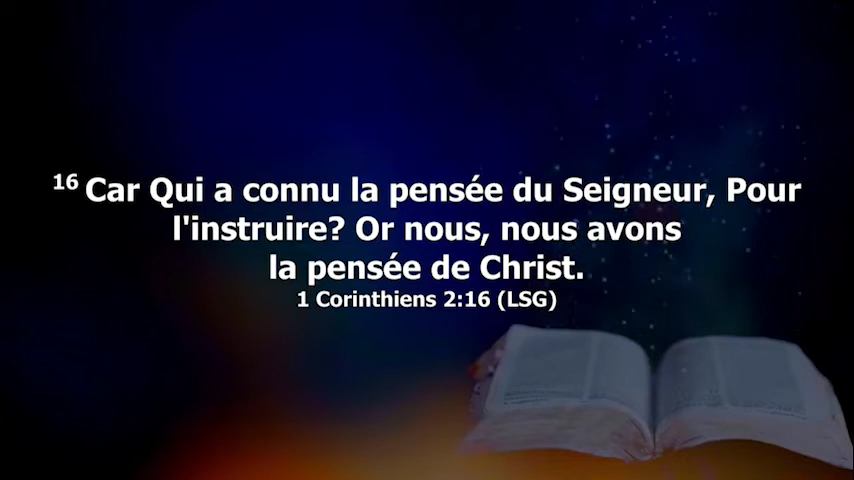 16 Car Qui a connu la pensée du Seigneur, Pour
l'instruire? Or nous, nous avons
la pensée de Christ.
1 Corinthiens 2:16 (LSG)